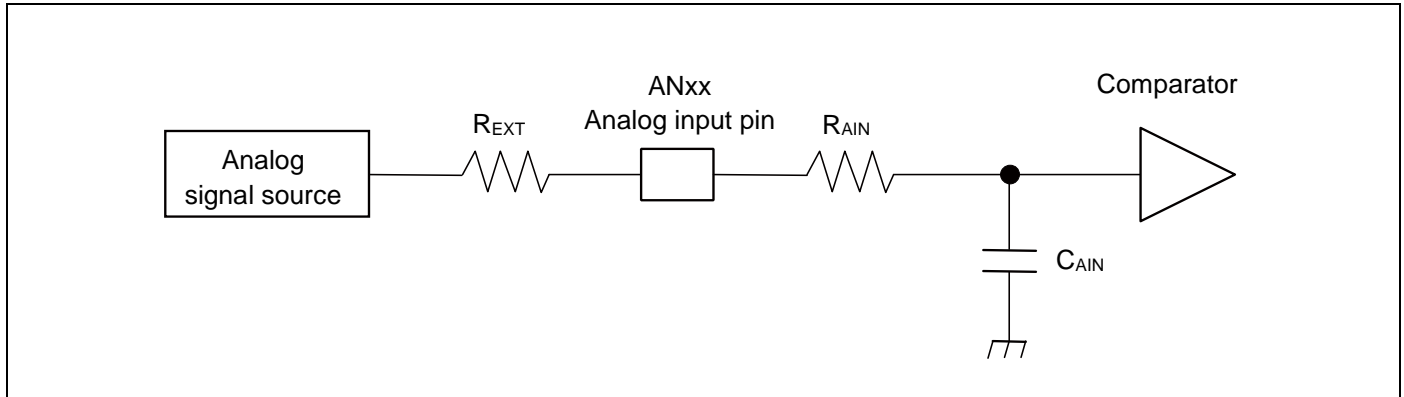 ANxx
Analog input pin
Comparator
Analog
signal source
REXT
RAIN
CAIN